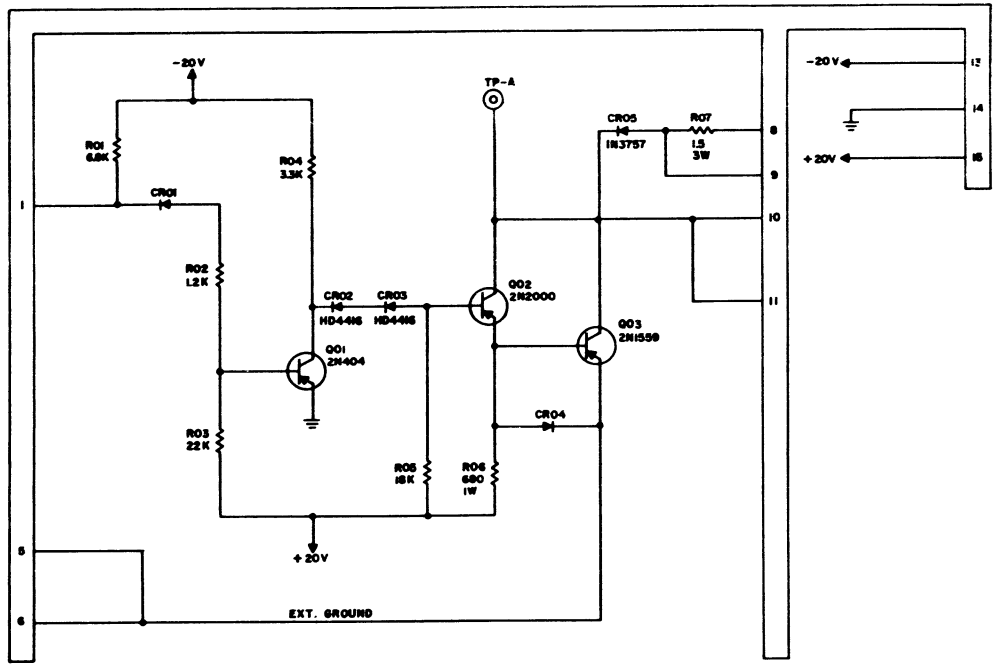 -20V
TP-A
-20V
13
R01
6.8K
R04
3.3K
CR05
1N3757
R07
1.5
3W
8
14
+20V
15
9
1
CR01
10
R02
1.2K
CR02
HD4416
CR03
HD4416
Q02
2N2000
11
Q01
2N404
Q03
2N1559
R03
22K
CR04
R05
18K
R06
680
1W
5
+20V
6
EXT. GROUND